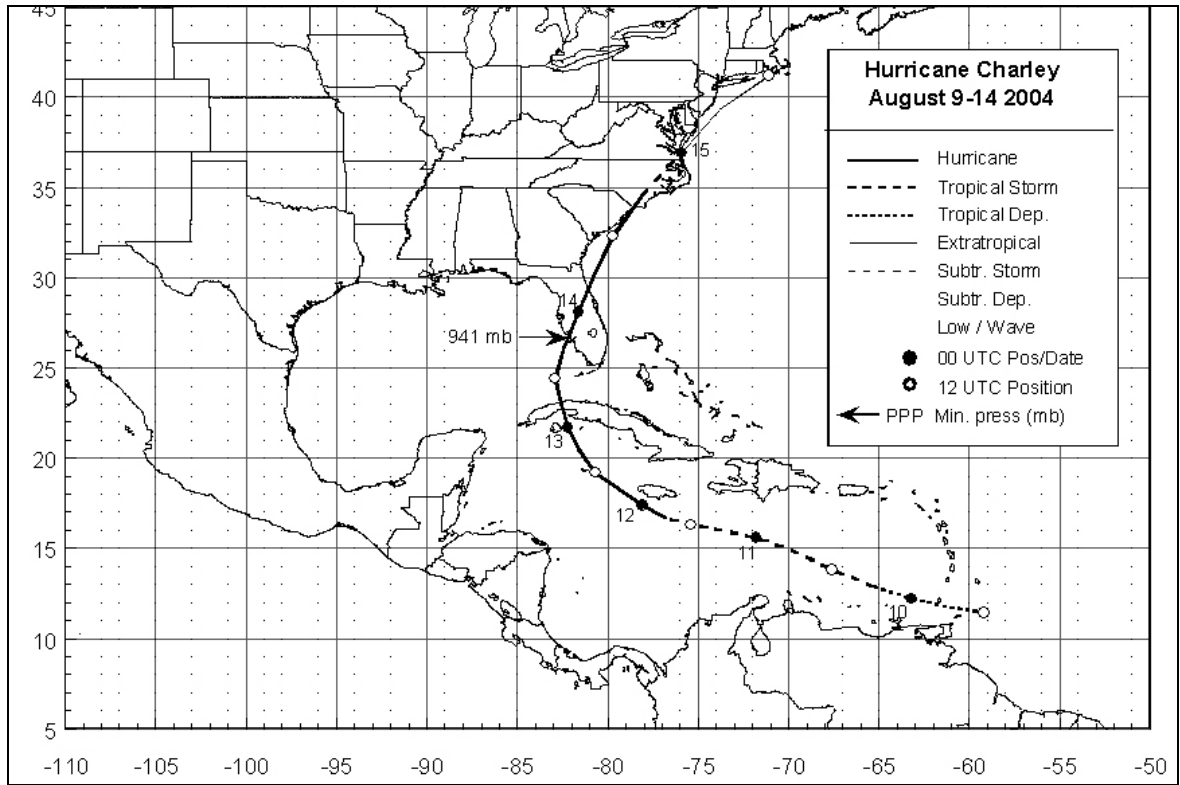 45
40
35
30
25
20
15
10
5
-110 -105 -100 -95 -90 -85 -80 -75 -70 -65 -60 -55 -50
Hurricane Charley
August 9-14 2004
Hurricane
Tropical Storm
Tropical Dep.
Extratropical
Subtr. Storm
Subtr. Dep.
Low / Wave
00 UTC Pos/Date
12 UTC Position
PPP Min. press (mb)
15
14
941 mb
13
12
11
10